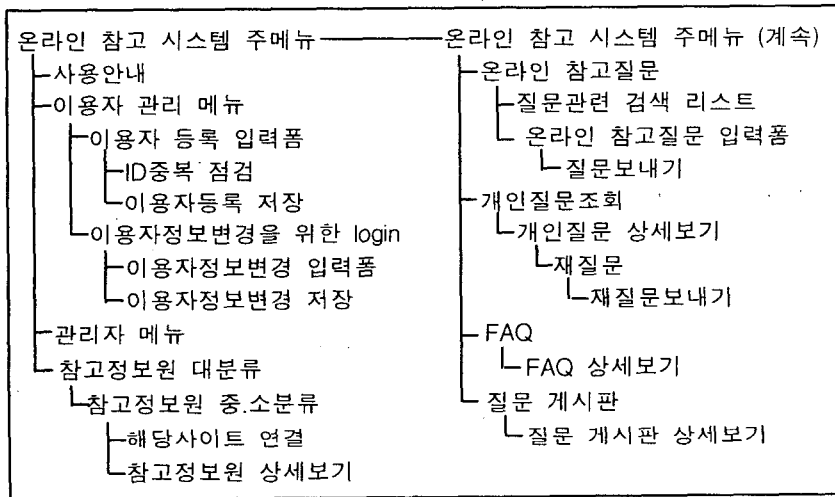 온라인 참고 시스템 주메뉴
사용안내
이용자 관리 메뉴
이용자 등록 입력폼
ID중복 점검
이용자등록 저장
이용자정보변경을 위한 login
이용자정보변경 입력폼
이용자정보변경 저장
관리자 메뉴
참고정보원 대분류
참고정보원 중.소분류
해당사이트 연결
참고정보원 상세보기
온라인 참고 시스템 주메뉴 (계속)
온라인 참고질문
질문관련 검색 리스트
온라인 참고질문 입력폼
질문보내기
개인질문조회
개인질문 상세보기
재질문
재질문보내기
FAQ
FAQ 상세보기
질문 게시판
질문 게시판 상세보기